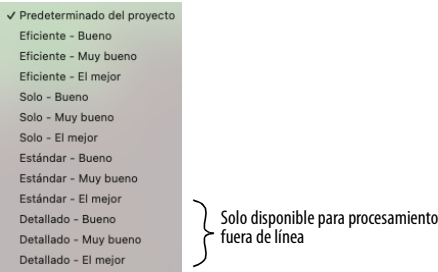 ✓ Predeterminado del proyecto
Eficiente - Bueno
Eficiente - Muy bueno
Eficiente - El mejor
Solo - Bueno
Solo - Muy bueno
Solo - El mejor
Estándar - Bueno
Estándar - Muy bueno
Estándar - El mejor
Detallado - Bueno
Detallado - Muy bueno
Detallado - El mejor
Solo disponible para procesamiento
fuera de línea